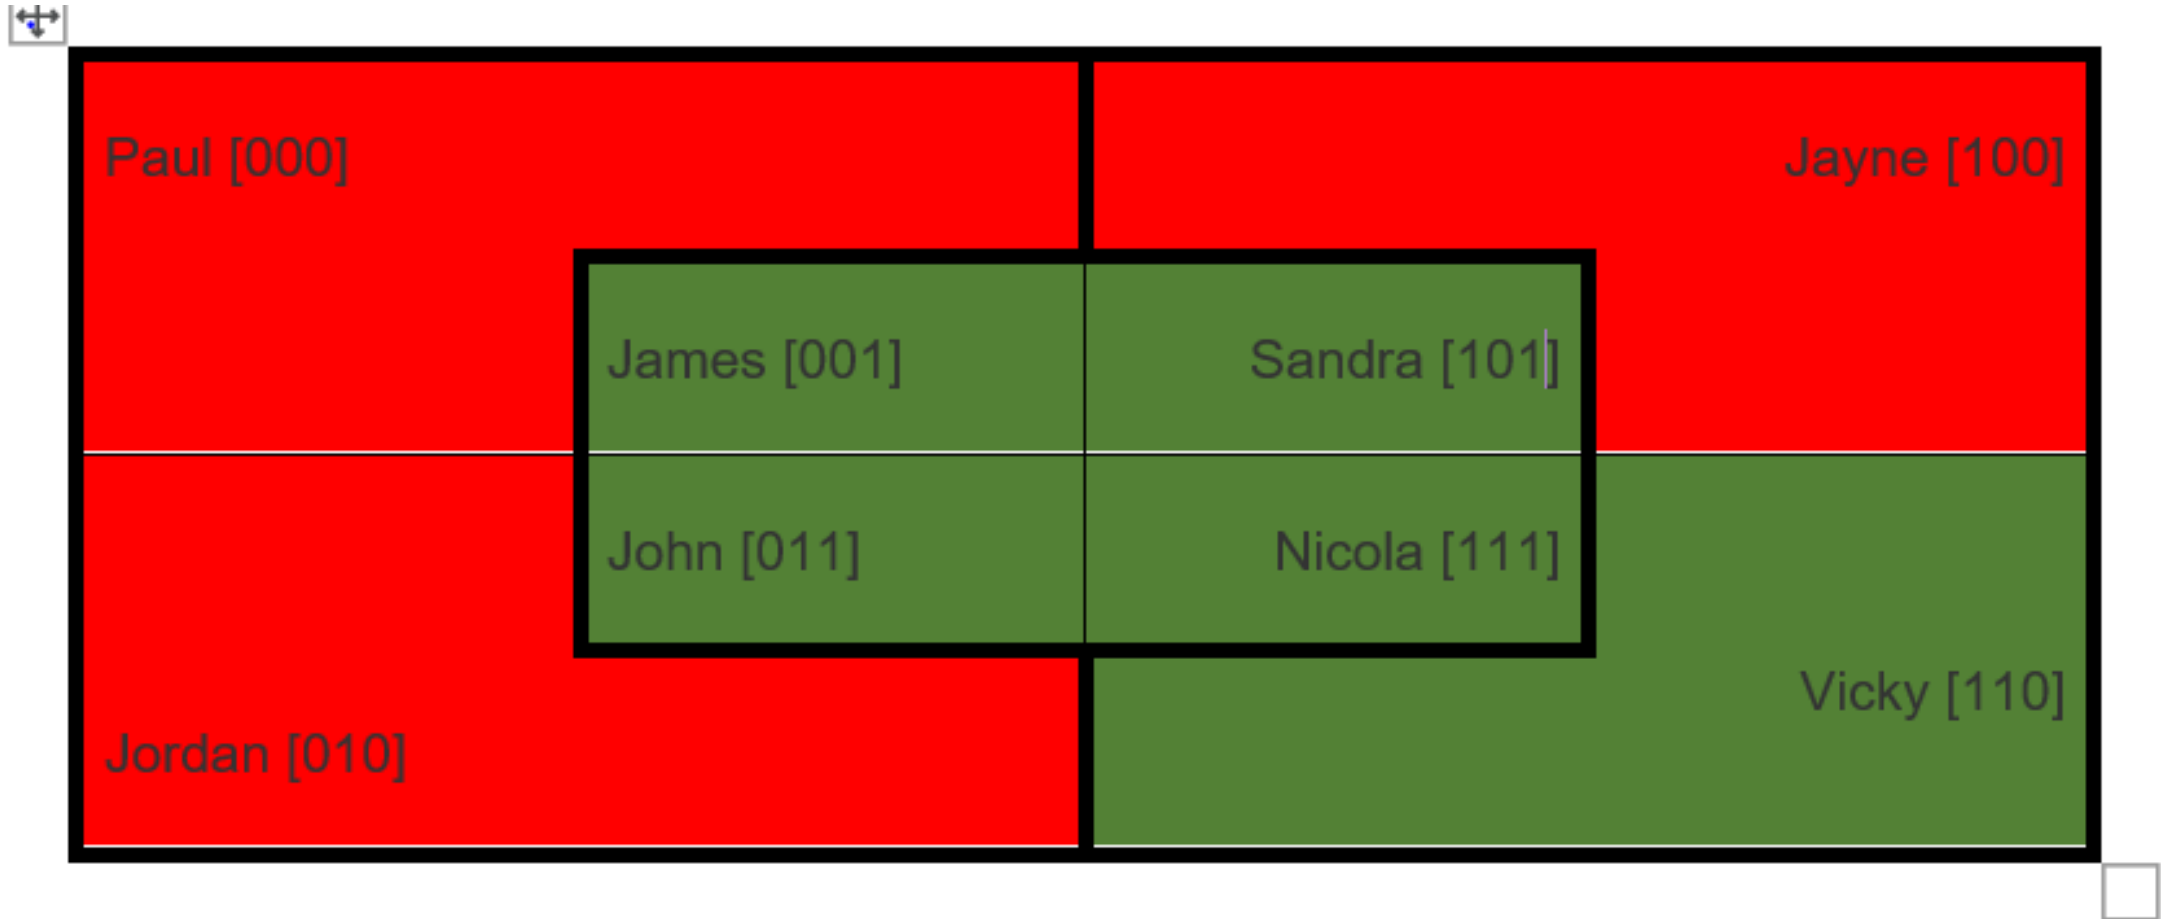 Paul [000]
Jayne [100]
James [001]
Sandra [101]
John [011]
Nicola [111]
Vicky [110]
Jordan [010]